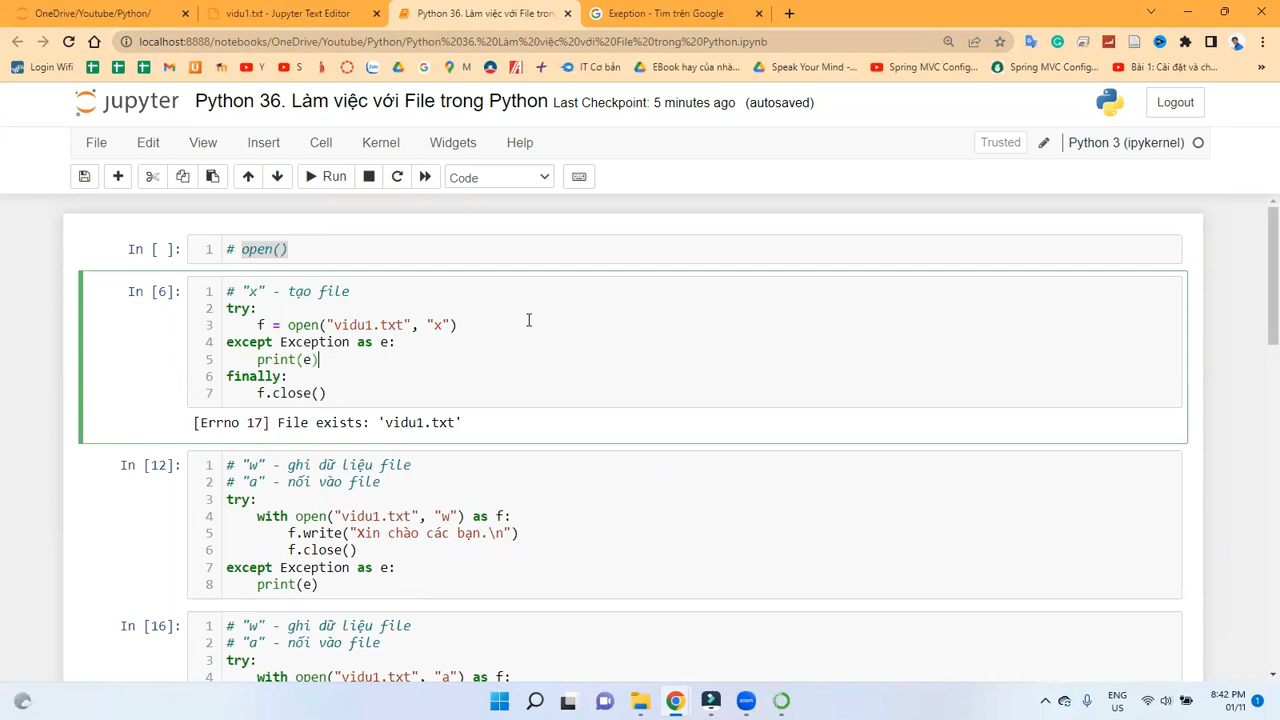 OneDrive/Youtube/Python/
vidu1.txt - Jupyter Text Editor
Python 36. Làm việc với File tron
Exeption - Tìm trên Google
localhost:8888/notebooks/OneDrive/Youtube/Python/Python%2036.%20Làm%20việc%20với%20File%20trong%20Python.ipynb
Login Wifi
Y
S
M
IT Cơ bản
EBook hay của nhà...
Speak Your Mind -...
Spring MVC Config...
Spring MVC Config...
Bài 1: Cài đặt và ch...
»
jupyter
Python 36. Làm việc với File trong Python Last Checkpoint: 5 minutes ago (autosaved)
Logout
File Edit View Insert Cell Kernel Widgets Help
Trusted
Python 3 (ipykernel)
Run
Code
In [ ]:
1 # open()
In [6]:
1 # "x" - tạo file
2 try:
3 f = open("vidu1.txt", "x")
4 except Exception as e:
5 print(e)
6 finally:
7 f.close()
[Errno 17] File exists: 'vidu1.txt'
In [12]:
1 # "w" - ghi dữ liệu file
2 # "a" - nối vào file
3 try:
4 with open("vidu1.txt", "w") as f:
5 f.write("Xin chào các bạn.\n")
6 f.close()
7 except Exception as e:
8 print(e)
In [16]:
1 # "w" - ghi dữ liệu file
2 # "a" - nối vào file
3 try:
4 with open("vidu1.txt", "a") as f:
zoom
ENG
US
8:42 PM
01/11
1